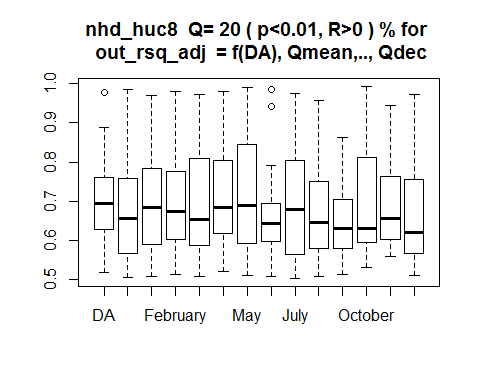 nhd_huc8 Q= 20 ( p<0.01, R>0 ) % for
out_rsq_adj = f(DA), Qmean,.., Qdec
1.0
0.9
0.8
0.7
0.6
0.5
DA February May July October